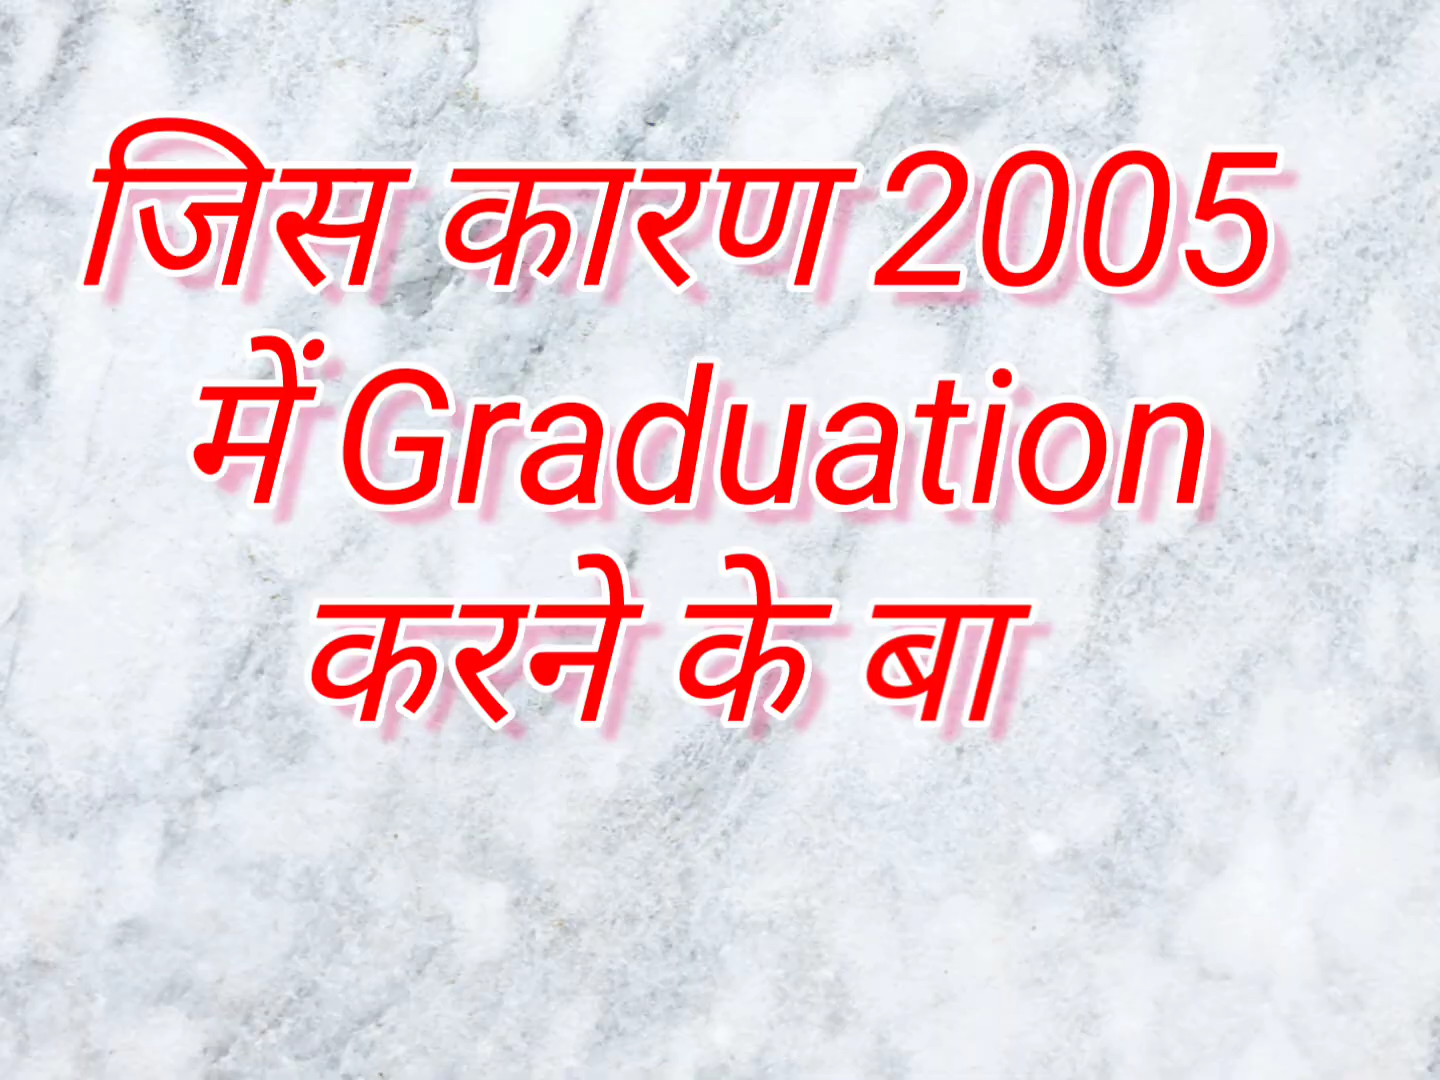 जिस कारण 2005
में Graduation
करने के बा